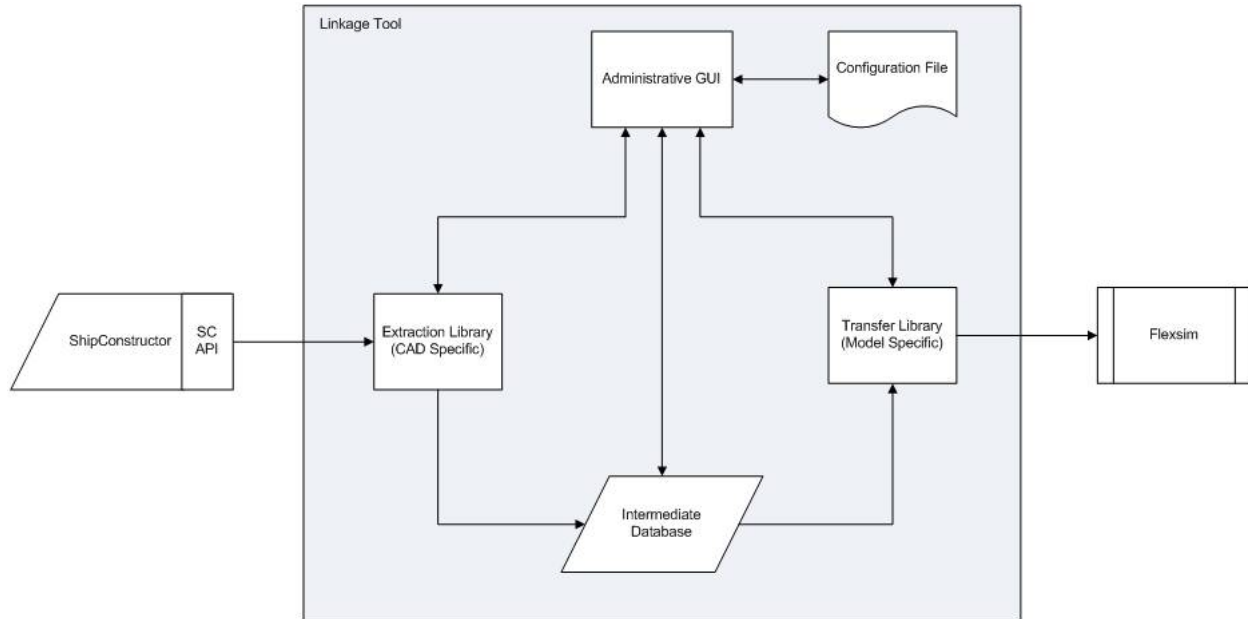 Linkage Tool
Administrative GUI
Configuration File
ShipConstructor
SC
API
Extraction Library
(CAD Specific)
Transfer Library
(Model Specific)
Flexsim
Intermediate
Database